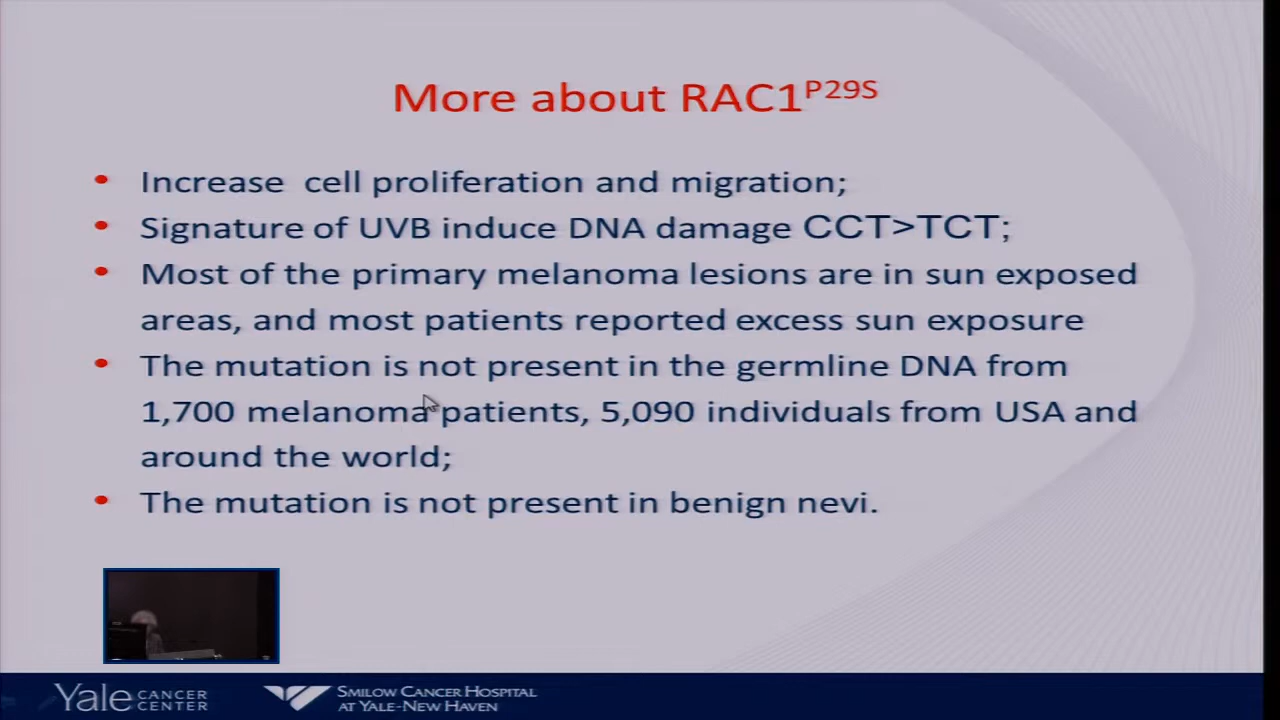 More about RAC1P29S
• Increase cell proliferation and migration;
• Signature of UVB induce DNA damage CCT>TCT;
• Most of the primary melanoma lesions are in sun exposed
areas, and most patients reported excess sun exposure
• The mutation is not present in the germline DNA from
1,700 melanoma patients, 5,090 individuals from USA and
around the world;
• The mutation is not present in benign nevi.
Yale CANCER
CENTER
SMILOW CANCER HOSPITAL
AT YALE-NEW HAVEN